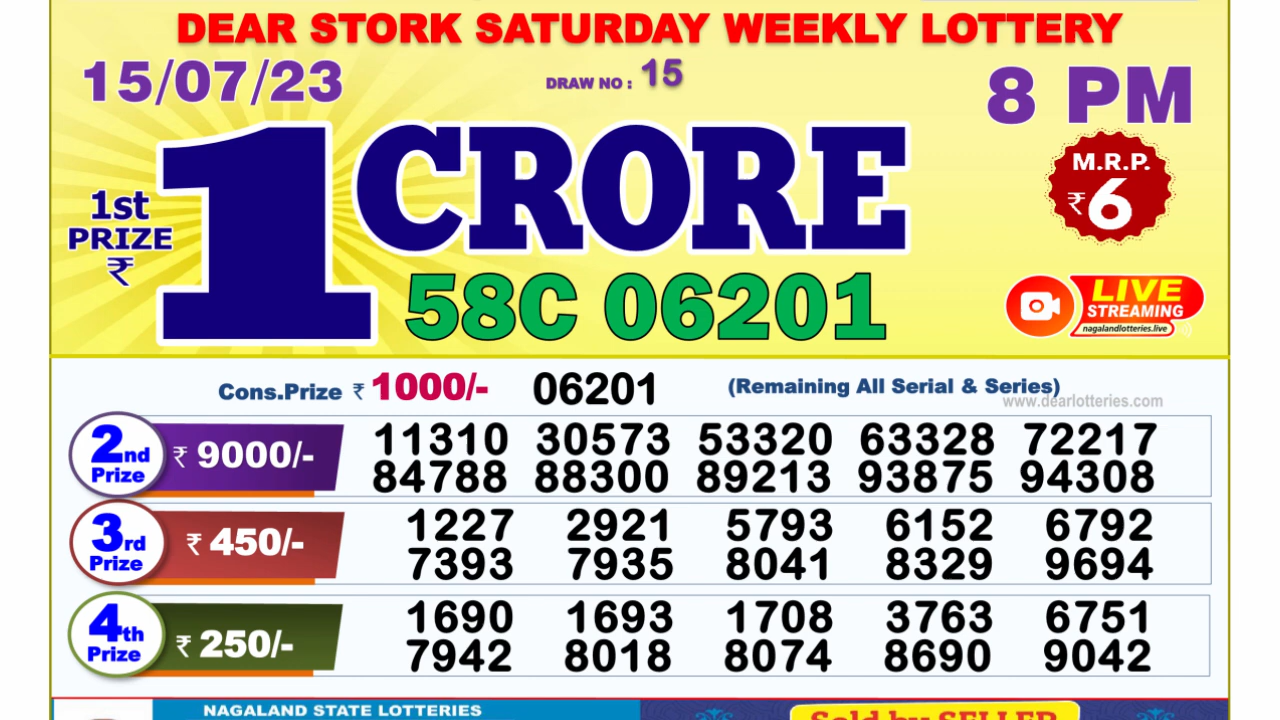 DEAR STORK SATURDAY WEEKLY LOTTERY
15/07/23
DRAW NO : 15
8 PM
1st PRIZE ₹
1 CRORE
M.R.P.
₹6
58C 06201
LIVE
STREAMING
nagalandlotteries.live
Cons.Prize ₹ 1000/- 06201 (Remaining All Serial & Series)
www.dearlotteries.com
2nd Prize ₹ 9000/-
11310 30573 53320 63328 72217
84788 88300 89213 93875 94308
3rd Prize ₹ 450/-
1227 2921 5793 6152 6792
7393 7935 8041 8329 9694
4th Prize ₹ 250/-
1690 1693 1708 3763 6751
7942 8018 8074 8690 9042
NAGALAND STATE LOTTERIES
Sold by SELLER